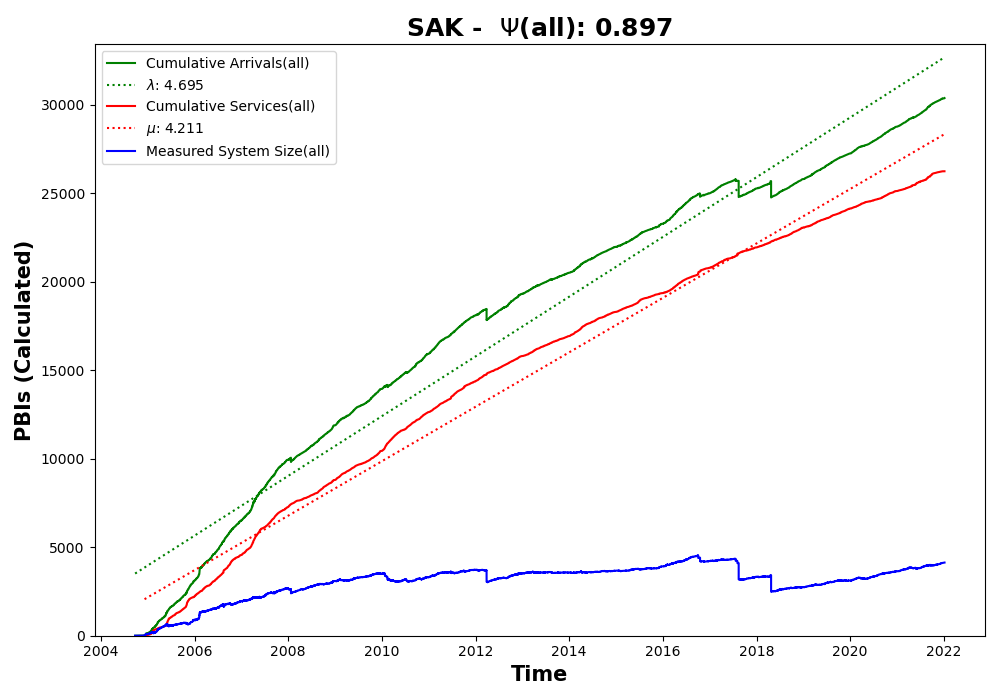 SAK -  Ψ(all): 0.897
Cumulative Arrivals(all)
λ: 4.695
Cumulative Services(all)
μ: 4.211
Measured System Size(all)
PBIs (Calculated)
30000
25000
20000
15000
10000
5000
0
2004 2006 2008 2010 2012 2014 2016 2018 2020 2022
Time